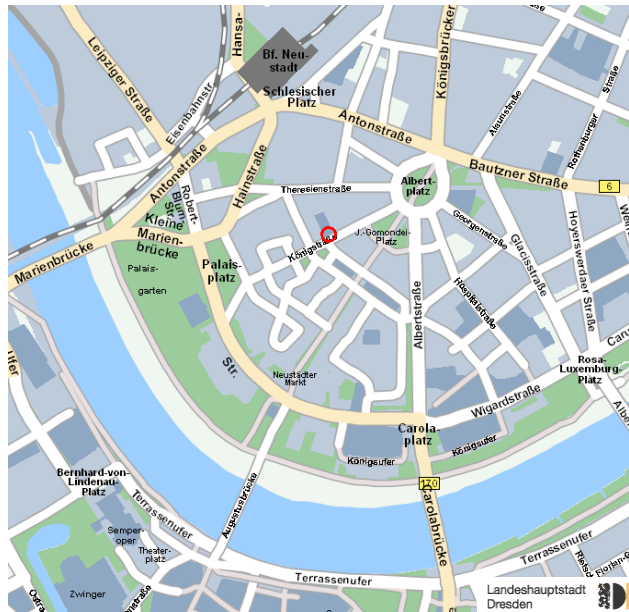 Leipziger Straße
Hansa-
Bf. Neu-
stadt
Königsbrücker
Eisenbahnstr.
Schlesischer
Platz
Antonstraße
Alaunstraße
Rothenburger
Straße
Bautzner Straße
6
Antonstraße
Hainstraße
Theresienstraße
Albert-
platz
Robert-
Blum-
Str.
Kleine
Marien-
brücke
Marienbrücke
Georgenstraße
Glacisstraße
Hoyerswerdaer Straße
J.-Gomondei-
Platz
Königstraße
Palais-
garten
Palais-
platz
Hospitalstraße
Albertstraße
Str.
Neustädter
Markt
Rosa-
Luxemburg-
Platz
Wigardstraße
Carola-
platz
Königsufer
Königsufer
Ufer
Bernhard-von-
Lindenau-
Platz
170
Carolabrücke
Augustusbrücke
Terrassenufer
Semper-
oper
Theater-
platz
Zwinger
Terrassenufer
Terrassenufer
Landeshauptstadt
Dresden